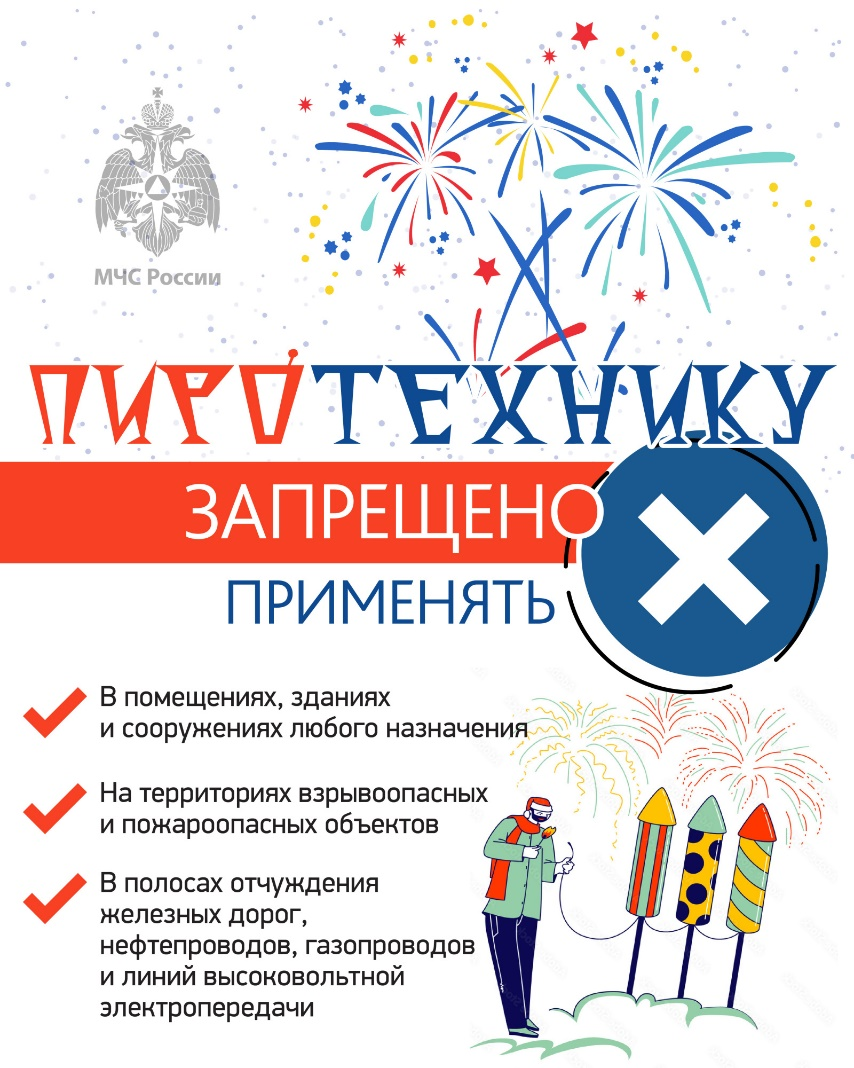 МЧС России
ПИРОТЕХНИКУ
ЗАПРЕЩЕНО
ПРИМЕНЯТЬ
В помещениях, зданиях
и сооружениях любого назначения
На территориях взрывоопасных
и пожароопасных объектов
В полосах отчуждения
железных дорог,
нефтепроводов, газопроводов
и линий высоковольтной
электропередачи